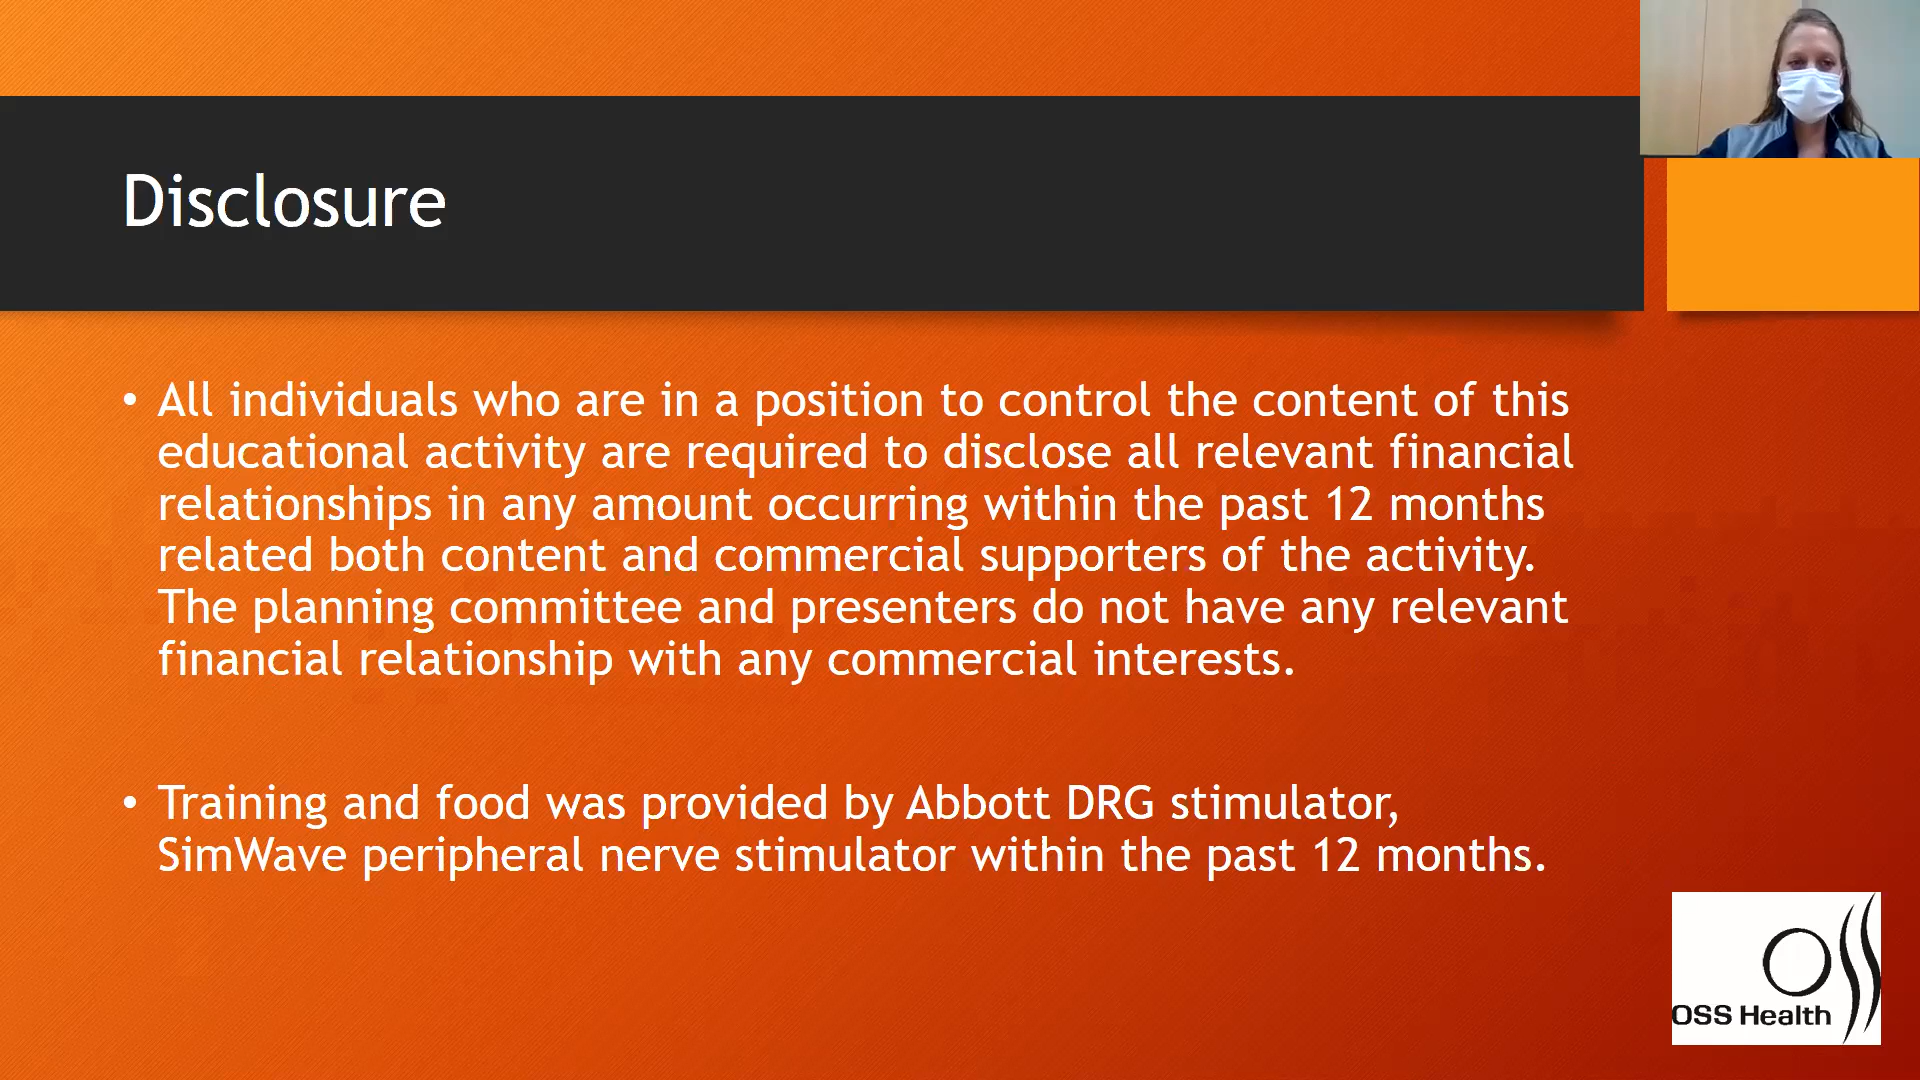 Disclosure
• All individuals who are in a position to control the content of this
educational activity are required to disclose all relevant financial
relationships in any amount occurring within the past 12 months
related both content and commercial supporters of the activity.
The planning committee and presenters do not have any relevant
financial relationship with any commercial interests.
• Training and food was provided by Abbott DRG stimulator,
SimWave peripheral nerve stimulator within the past 12 months.
OSS Health